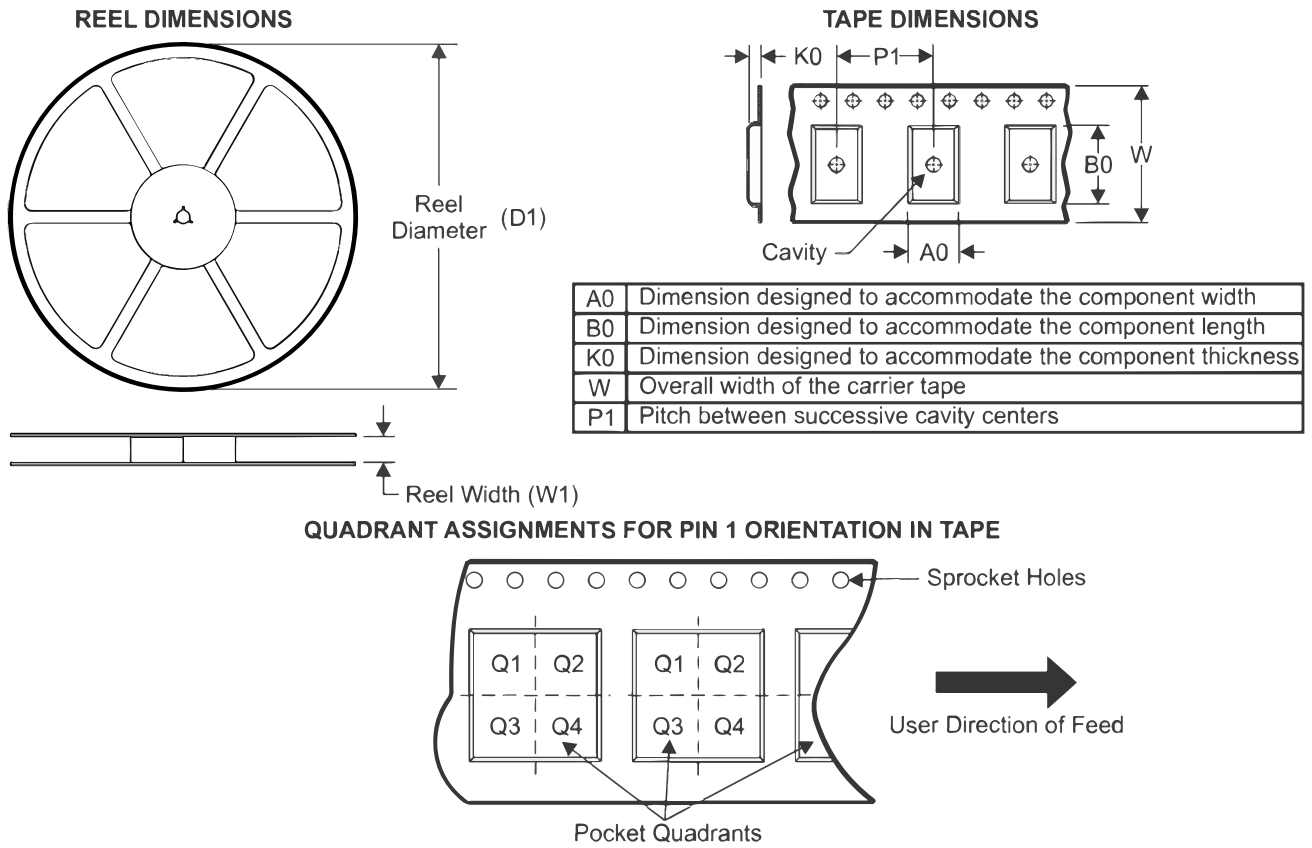 REEL DIMENSIONS
Reel
Diameter
(D1)
Reel Width (W1)
TAPE DIMENSIONS
K0
P1
B0
W
Cavity
A0
A0 Dimension designed to accommodate the component width
B0 Dimension designed to accommodate the component length
K0 Dimension designed to accommodate the component thickness
W Overall width of the carrier tape
P1 Pitch between successive cavity centers
QUADRANT ASSIGNMENTS FOR PIN 1 ORIENTATION IN TAPE
Sprocket Holes
Q1 Q2 Q1 Q2
Q3 Q4 Q3 Q4
User Direction of Feed
Pocket Quadrants